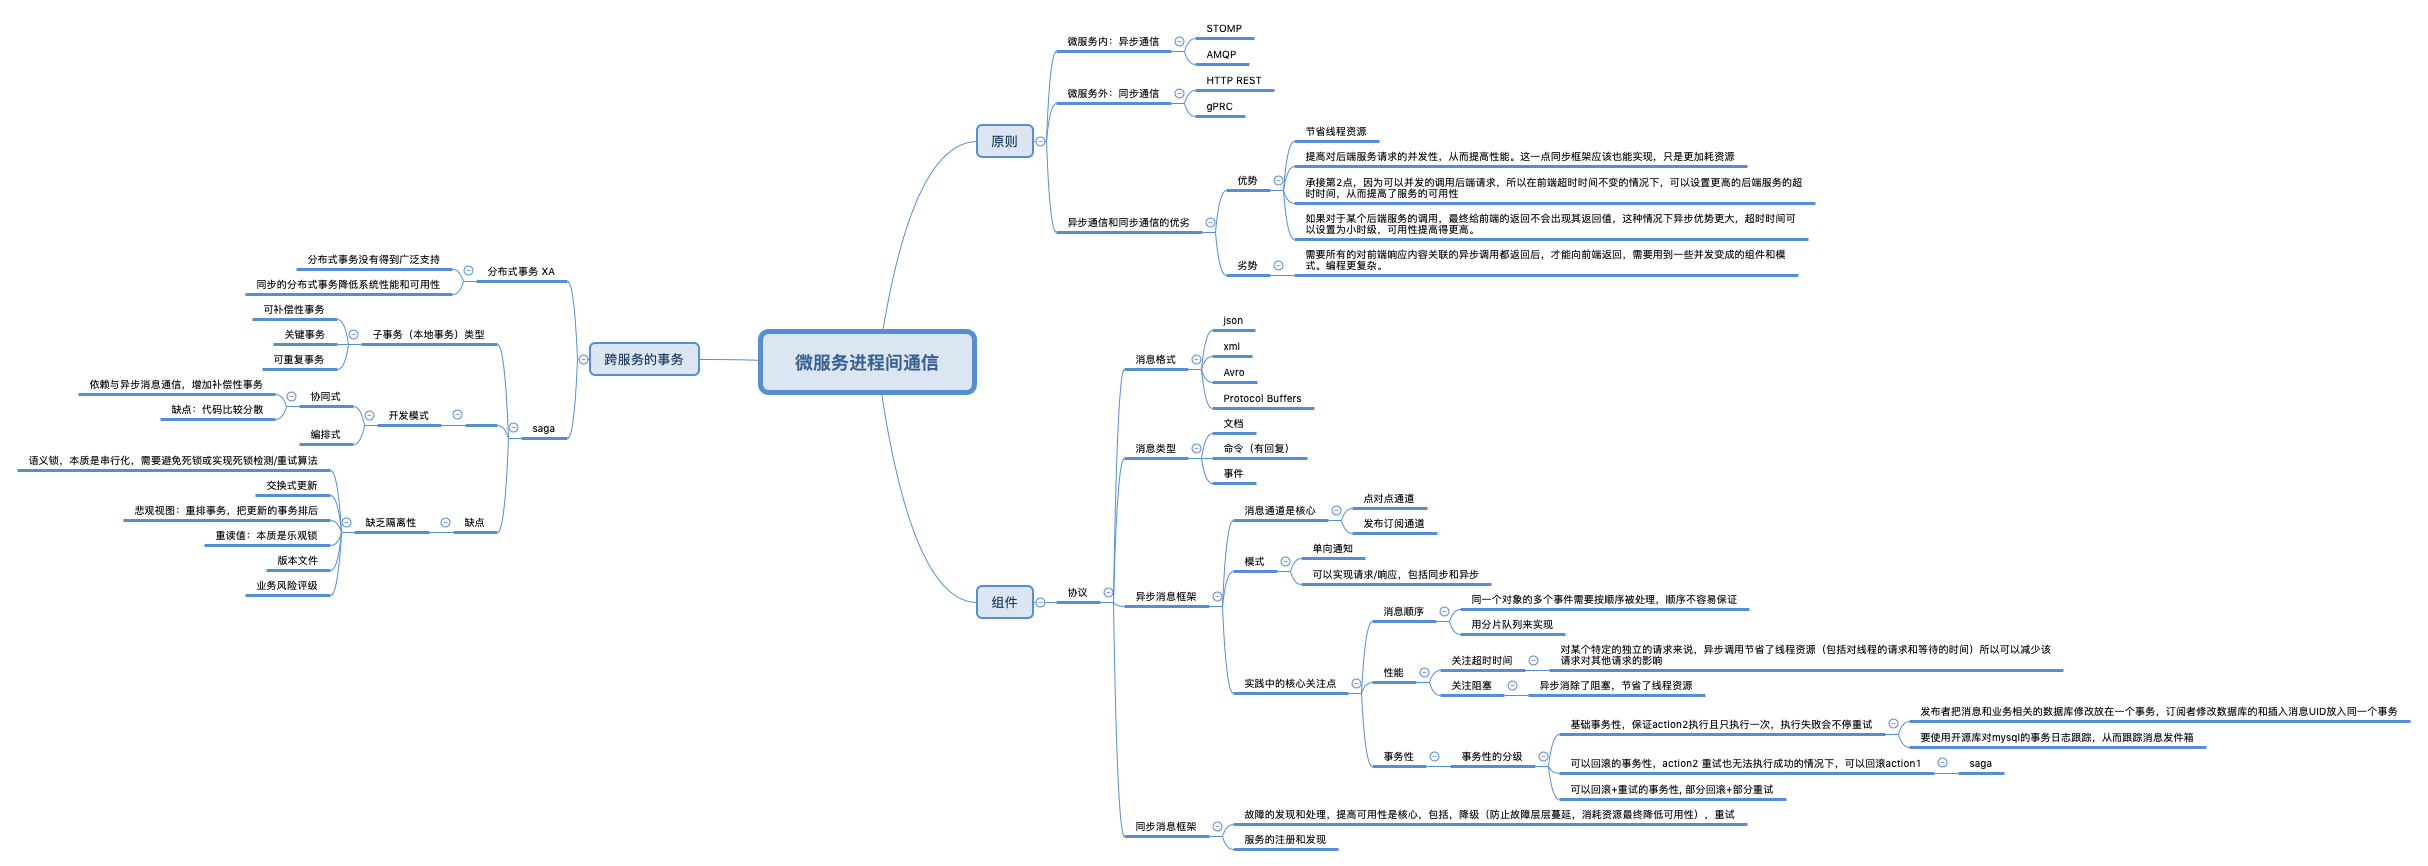 微服务进程间通信
原则
微服务内：异步通信
STOMP
AMQP
微服务外：同步通信
HTTP REST
gPRC
异步通信和同步通信的优劣
优势
节省线程资源
提高对后端服务请求的并发性，从而提高性能。这一点同步框架应该也能实现，只是更加耗资源
承接第2点，因为可以并发的调用后端请求，所以在前端超时时间不变的情况下，可以设置更高的后端服务的超
时时间，从而提高了服务的可用性
如果对于某个后端服务的调用，最终给前端的返回不会出现其返回值，这种情况下异步优势更大，超时时间可
以设置为小时级，可用性提高得更高。
劣势
需要所有的对前端响应内容关联的异步调用都返回后，才能向前端返回，需要用到一些并发变成的组件和模
式。编程更复杂。
组件
协议
消息格式
json
xml
Avro
Protocol Buffers
消息类型
文档
命令（有回复）
事件
异步消息框架
消息通道是核心
点对点通道
发布订阅通道
模式
单向通知
可以实现请求/响应，包括同步和异步
实践中的核心关注点
消息顺序
同一个对象的多个事件需要按顺序被处理，顺序不容易保证
用分片队列来实现
性能
关注超时时间
对某个特定的独立的请求来说，异步调用节省了线程资源（包括对线程的请求和等待的时间）所以可以减少该
请求对其他请求的影响
关注阻塞
异步消除了阻塞，节省了线程资源
事务性
事务性的分级
基础事务性，保证action2执行且只执行一次，执行失败会不停重试
发布者把消息和业务相关的数据库修改放在一个事务，订阅者修改数据库的和插入消息UID放入同一个事务
要使用开源库对mysql的事务日志跟踪，从而跟踪消息发件箱
可以回滚的事务性，action2 重试也无法执行成功的情况下，可以回滚action1
saga
可以回滚+重试的事务性, 部分回滚+部分重试
同步消息框架
故障的发现和处理，提高可用性是核心，包括，降级（防止故障层层蔓延，消耗资源最终降低可用性），重试
服务的注册和发现
跨服务的事务
分布式事务 XA
分布式事务没有得到广泛支持
同步的分布式事务降低系统性能和可用性
saga
子事务（本地事务）类型
可补偿性事务
关键事务
可重复事务
开发模式
协同式
依赖与异步消息通信，增加补偿性事务
缺点：代码比较分散
编排式
缺点
缺乏隔离性
语义锁，本质是串行化，需要避免死锁或实现死锁检测/重试算法
交换式更新
悲观视图：重排事务，把更新的事务排后
重读值：本质是乐观锁
版本文件
业务风险评级